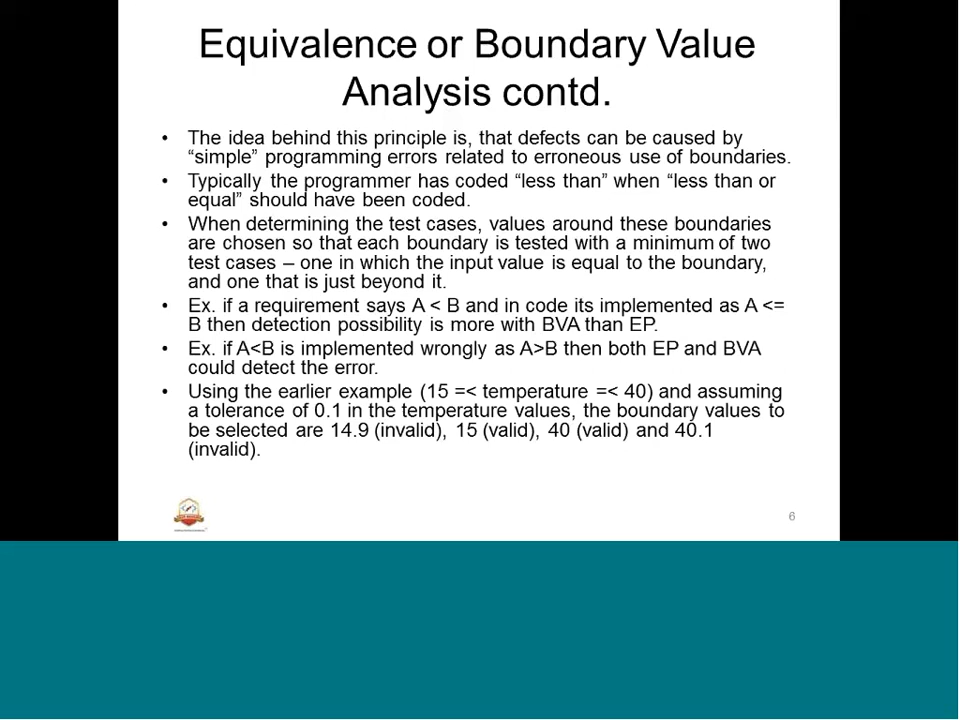 Equivalence or Boundary Value
Analysis contd.
• The idea behind this principle is, that defects can be caused by
“simple” programming errors related to erroneous use of boundaries.
• Typically the programmer has coded “less than” when “less than or
equal” should have been coded.
• When determining the test cases, values around these boundaries
are chosen so that each boundary is tested with a minimum of two
test cases – one in which the input value is equal to the boundary,
and one that is just beyond it.
• Ex. if a requirement says A < B and in code its implemented as A <=
B then detection possibility is more with BVA than EP.
• Ex. if A<B is implemented wrongly as A>B then both EP and BVA
could detect the error.
• Using the earlier example (15 =< temperature =< 40) and assuming
a tolerance of 0.1 in the temperature values, the boundary values to
be selected are 14.9 (invalid), 15 (valid), 40 (valid) and 40.1
(invalid).
6